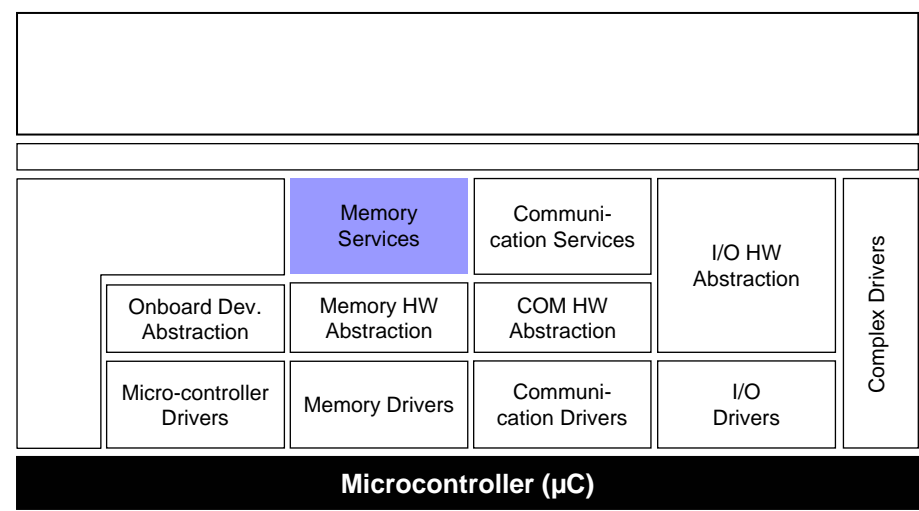 Memory
Services
Communi-
cation Services
I/O HW
Abstraction
Complex Drivers
Onboard Dev.
Abstraction
Memory HW
Abstraction
COM HW
Abstraction
Micro-controller
Drivers
Memory Drivers
Communi-
cation Drivers
I/O
Drivers
Microcontroller (µC)